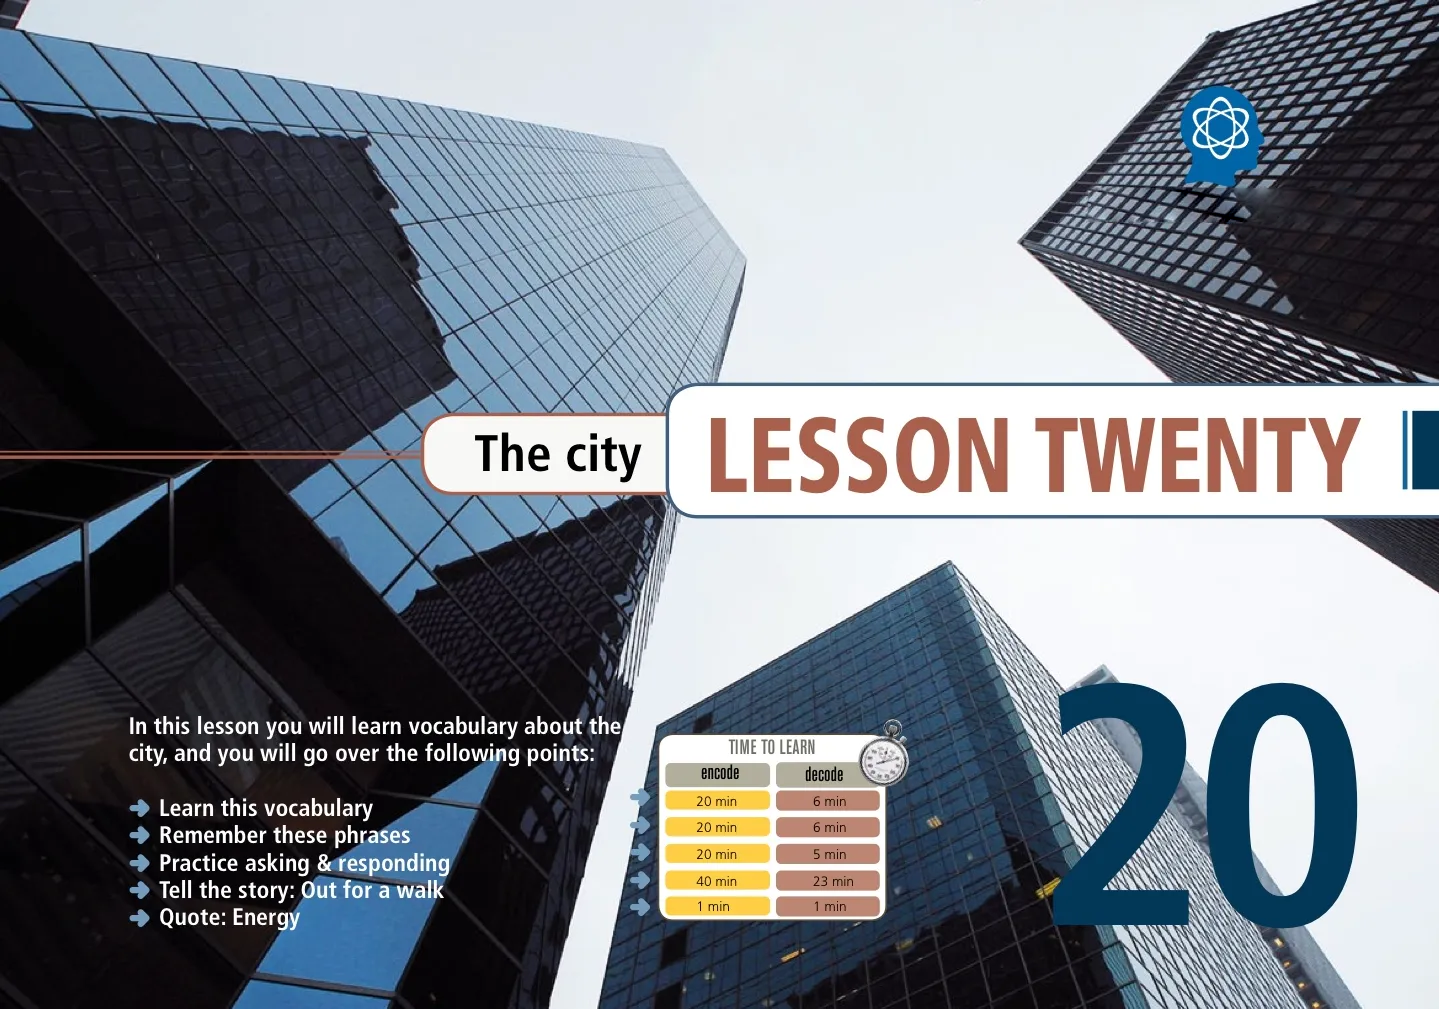 The city
LESSON TWENTY
In this lesson you will learn vocabulary about the
city, and you will go over the following points:
Learn this vocabulary
Remember these phrases
Practice asking & responding
Tell the story: Out for a walk
Quote: Energy
TIME TO LEARN
encode decode
20 min 6 min
20 min 6 min
20 min 5 min
40 min 23 min
1 min 1 min
20